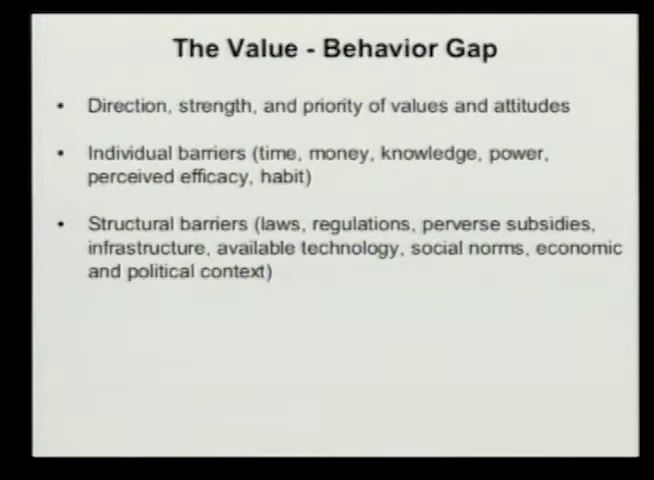 The Value - Behavior Gap
• Direction, strength, and priority of values and attitudes
• Individual barriers (time, money, knowledge, power,
perceived efficacy, habit)
• Structural barriers (laws, regulations, perverse subsidies,
infrastructure, available technology, social norms, economic
and political context)